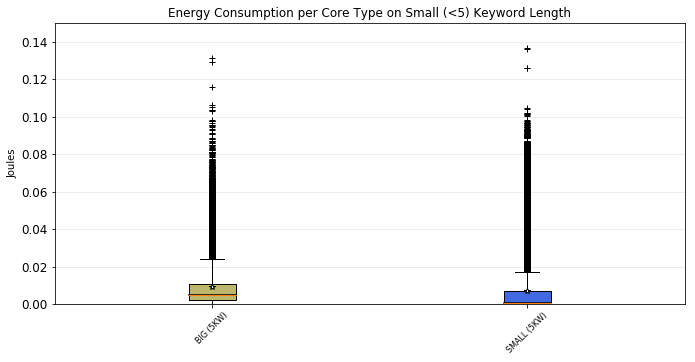 Energy Consumption per Core Type on Small (<5) Keyword Length
0.14
0.12
0.10
0.08
0.06
0.04
0.02
0.00
Joules
BIG (5KW)
SMALL (5KW)